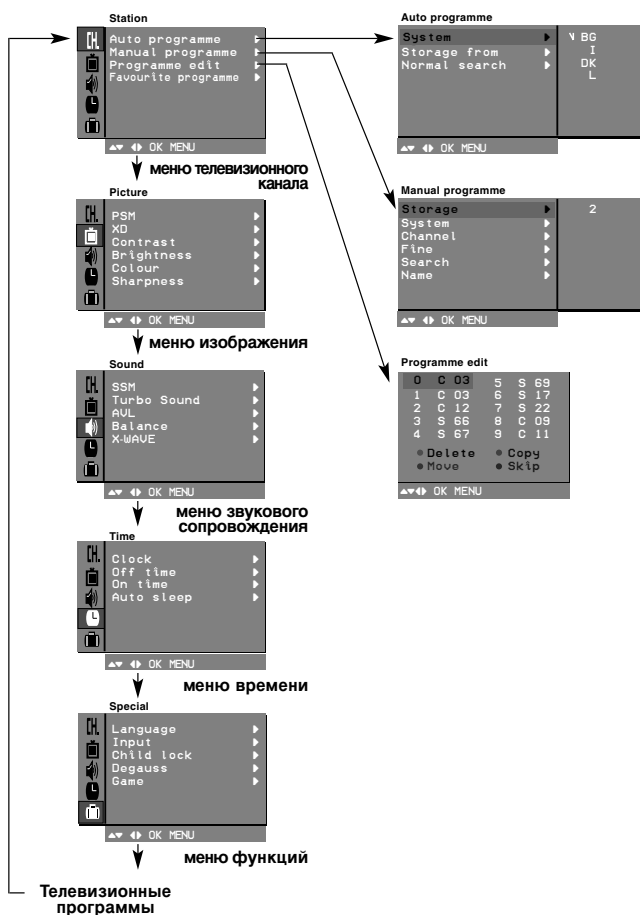 Station
CH.
Auto programme
Manual programme
Programme edit
Favourite programme
OK MENU
меню телевизионного
канала
Picture
CH.
PSM
XD
Contrast
Brightness
Colour
Sharpness
OK MENU
меню изображения
Sound
CH.
SSM
Turbo Sound
AVL
Balance
X-WAVE
OK MENU
меню звукового
сопровождения
Time
CH.
Clock
Off time
On time
Auto sleep
OK MENU
меню времени
Special
CH.
Language
Input
Child lock
Degauss
Game
OK MENU
меню функций
Телевизионные
программы
Auto programme
System BG
Storage from I
Normal search DK
L
OK MENU
Manual programme
Storage 2
System
Channel
Fine
Search
Name
OK MENU
Programme edit
0 C 03 5 S 69
1 C 03 6 S 17
2 C 12 7 S 22
3 S 66 8 C 09
4 S 67 9 C 11
Delete Copy
Move Skip
OK MENU